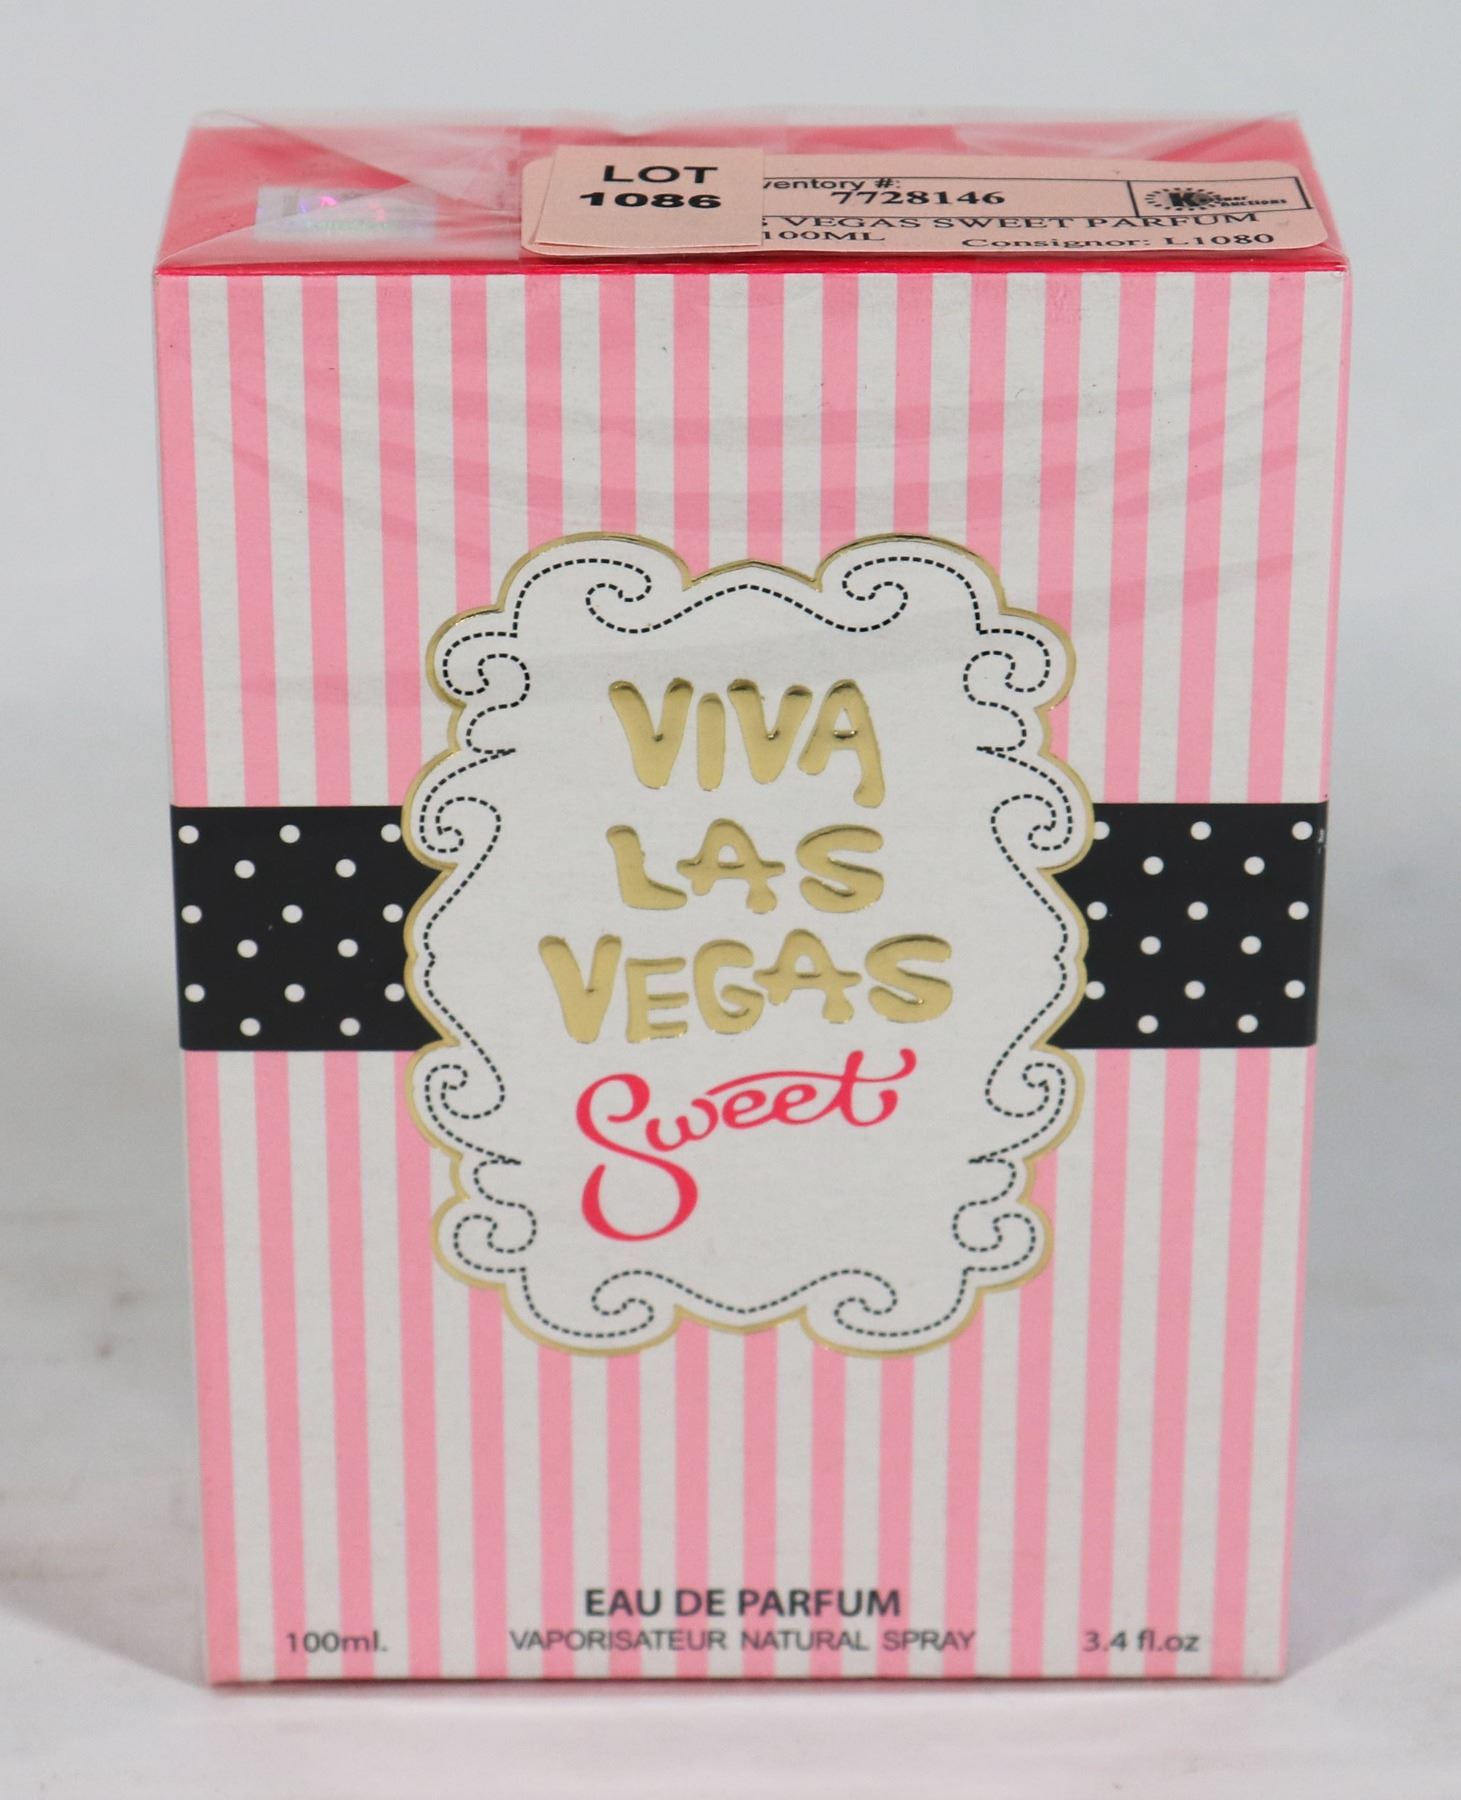 LOT
1086
ventory #:
7728146
S VEGAS SWEET PARFUM
100ML Consignor: L1080
VIVA
LAS
VEGAS
Sweet
EAU DE PARFUM
100ml. VAPORISATEUR NATURAL SPRAY 3.4 fl.oz